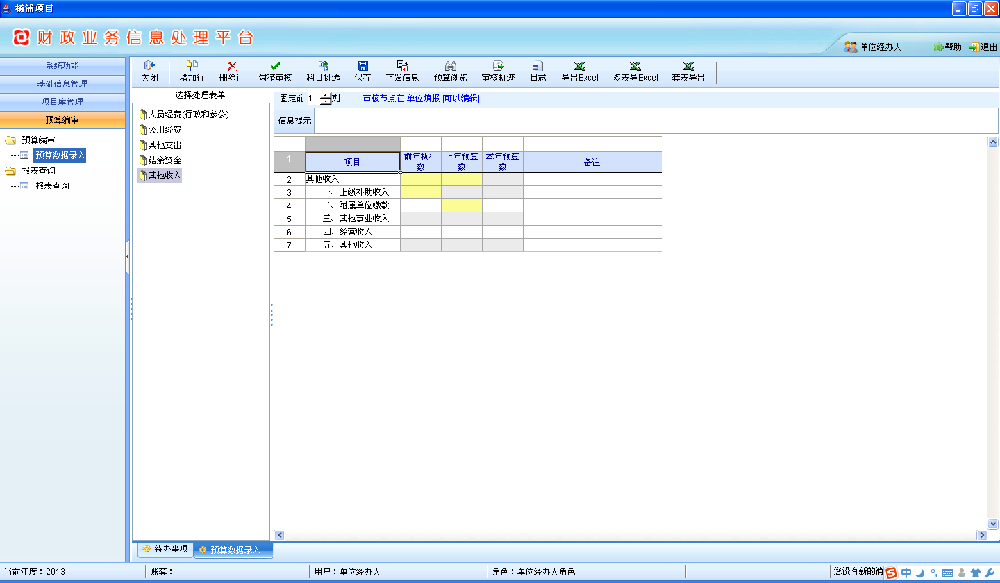 杨浦项目
财政业务信息处理平台
单位经办人 帮助 退出
系统功能
基础信息管理
项目库管理
预算编审
预算编审
预算数据录入
报表查询
报表查询
关闭 增加行 删除行 勾稽审核 科目挑选 保存 下发信息 预算浏览 审核轨迹 日志 导出Excel 多表导Excel 套表导出
选择处理表单
人员经费(行政和参公)
公用经费
其他支出
结余资金
其他收入
固定前 1 列 审核节点在 单位填报 [可以编辑]
信息提示
1 项目 前年执行数 上年预算数 本年预算数 备注
2 其他收入
3 一、上级补助收入
4 二、附属单位缴款
5 三、其他事业收入
6 四、经营收入
7 五、其他收入
待办事项 预算数据录入
当前年度：2013 账套： 用户：单位经办人 角色：单位经办人角色 您没有新的消
中